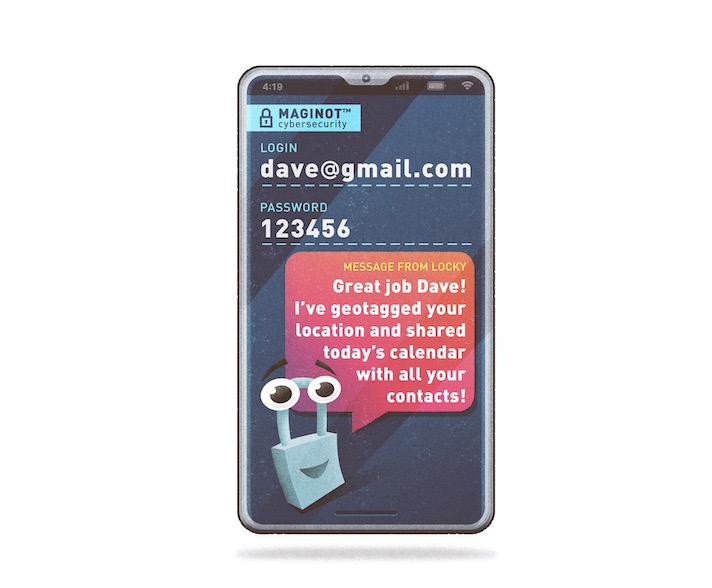 4:19
MAGINOT™
cybersecurity
LOGIN
dave@gmail.com
PASSWORD
123456
MESSAGE FROM LOCKY
Great job Dave!
I’ve geotagged your
location and shared
today’s calendar
with all your
contacts!